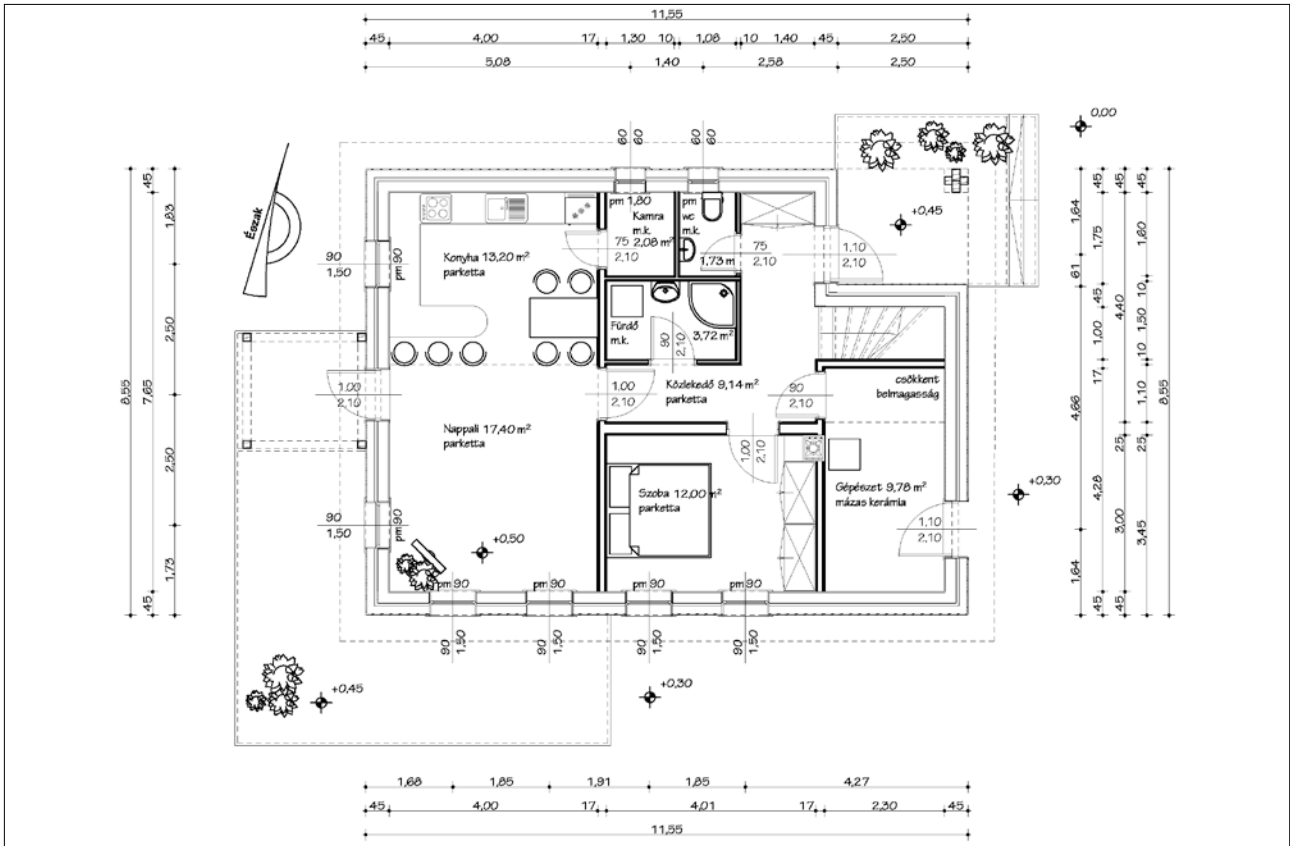 11,55
45 4,00 17 1,30 10 1,08 10 1,40 45 2,50
5,08 1,40 2,58 2,50
0,00
60 60 60 60
Észak
+0,45
pm 1,80
Kamra
m.k.
2,08 m²
pm
wc
m.k.
1,73 m
75
2,10
75
2,10
1,10
2,10
Konyha 13,20 m²
parketta
90
1,50
pm 90
Fürdő
m.k.
3,72 m²
90
2,10
1,00
2,10
1,00
2,10
Közlekedő 9,14 m²
parketta
90
2,10
csökkent
belmagasság
Nappali 17,40 m²
parketta
1,00
2,10
Szoba 12,00 m²
parketta
Gépészet 9,78 m²
mázas kerámia
1,10
2,10
90
1,50
pm 90
+0,50
+0,30
pm 90 pm 90 pm 90 pm 90
90 1,50 90 1,50 90 1,50 90 1,50
+0,45
+0,30
8,55
45 7,65 45
1,83 2,50 2,50 1,73
1,64 61 4,66 1,64
45 1,75 45 1,00 17 4,28 45
45 4,40 25 3,00 45
45 1,60 10 1,50 10 1,10 25 3,45
8,55
1,68 1,85 1,91 1,85 4,27
45 4,00 17 4,01 17 2,30 45
11,55